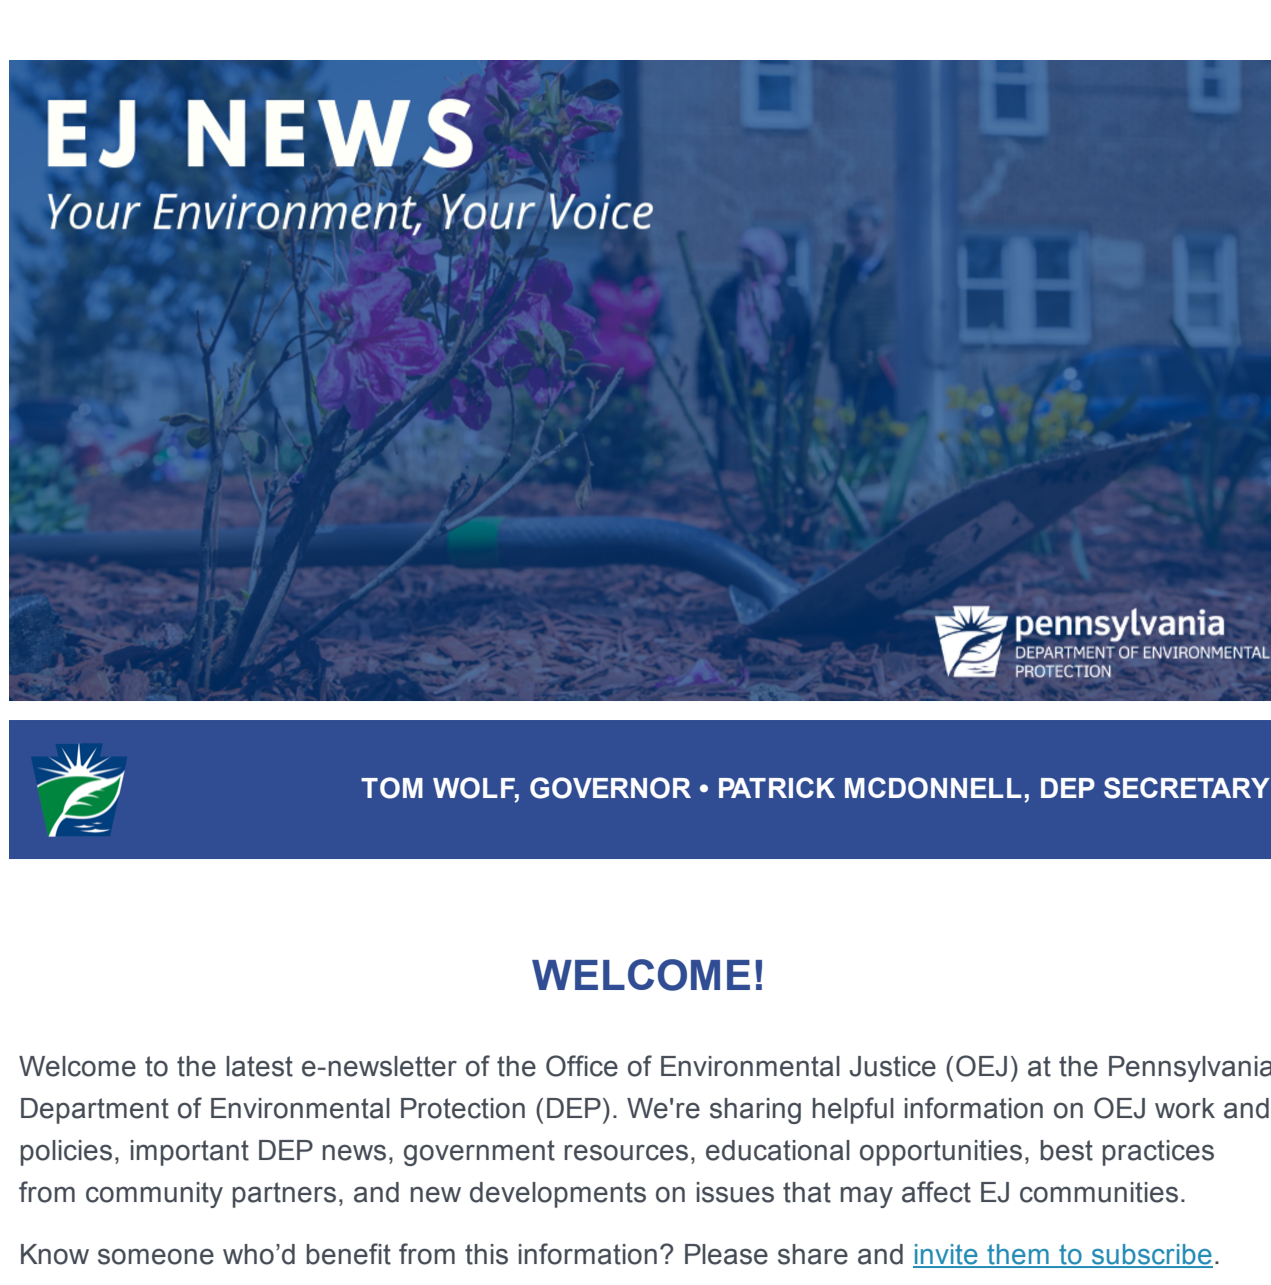 EJ NEWS
Your Environment, Your Voice
pennsylvania
DEPARTMENT OF ENVIRONMENTAL
PROTECTION
TOM WOLF, GOVERNOR • PATRICK MCDONNELL, DEP SECRETARY
WELCOME!
Welcome to the latest e-newsletter of the Office of Environmental Justice (OEJ) at the Pennsylvania
Department of Environmental Protection (DEP). We're sharing helpful information on OEJ work and
policies, important DEP news, government resources, educational opportunities, best practices
from community partners, and new developments on issues that may affect EJ communities.
Know someone who’d benefit from this information? Please share and invite them to subscribe.